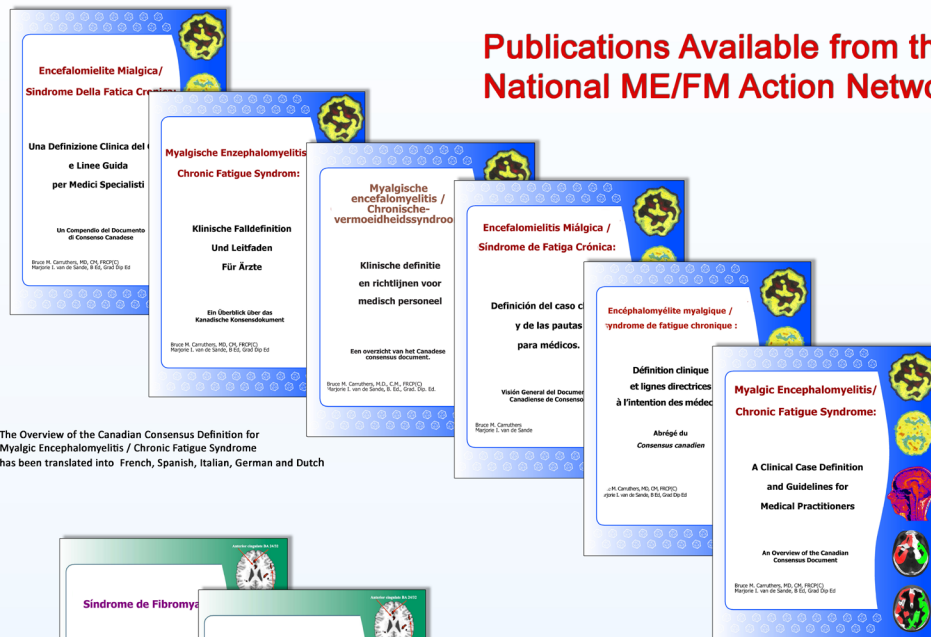 Publications Available from
National ME/FM Action
Encefalomielite Mialgica/
Sindrome Della Fatica
Una Definizione Clinica del
e Linee Guida
per Medici Specialisti
Un Compendio del Documento
di Consenso Canadese
Bruce M. Carruthers, MD, CM, FRCP(C)
Marjorie I. van de Sande, B Ed, Grad Dip Ed
Myalgische Enzephalomyelitis
Chronic Fatigue Syndrom:
Klinische Falldefinition
Und Leitfaden
Für Ärzte
Ein Überblick über das
Kanadische Konsensdokument
Bruce M. Carruthers, MD, CM, FRCP(C)
Marjorie I. van de Sande, B Ed, Grad Dip Ed
Myalgische
encefalomyelitis /
Chronische-
Klinische definitie
en richtlijnen voor
medisch personeel
Een overzicht van het Canadese
consensus document.
Bruce M. Carruthers, M.D., C.M., FRCP(C)
Marjorie I. van de Sande, B. Ed., Grad. Dip. Ed.
Encefalomielitis Miálgica /
Síndrome de Fatiga Crónica:
Definición del caso
y de las pautas
para médicos.
Visión General del
Canadiense de Consenso
Bruce M. Carruthers
Marjorie I. van de Sande
Encéphalomyélite myalgique /
syndrome de fatigue chronique :
Définition clinique
et lignes directrices
à l'intention des
Abrégé du
Consensus canadien
M. Carruthers, MD, CM, FRCP(C)
I. van de Sande, B Ed, Grad Dip Ed
Myalgic Encephalomyelitis/
Chronic Fatigue Syndrome:
A Clinical Case Definition
and Guidelines for
Medical Practitioners
An Overview of the Canadian
Consensus Document
Bruce M. Carruthers, MD, CM, FRCP(C)
Marjorie I. van de Sande, B Ed, Grad Dip Ed
The Overview of the Canadian Consensus Definition for
Myalgic Encephalomyelitis / Chronic Fatigue Syndrome
has been translated into French, Spanish, Italian, German and Dutch
Anterior cingulate BA 24/33
Síndrome de
Anterior cingulate BA 24/33